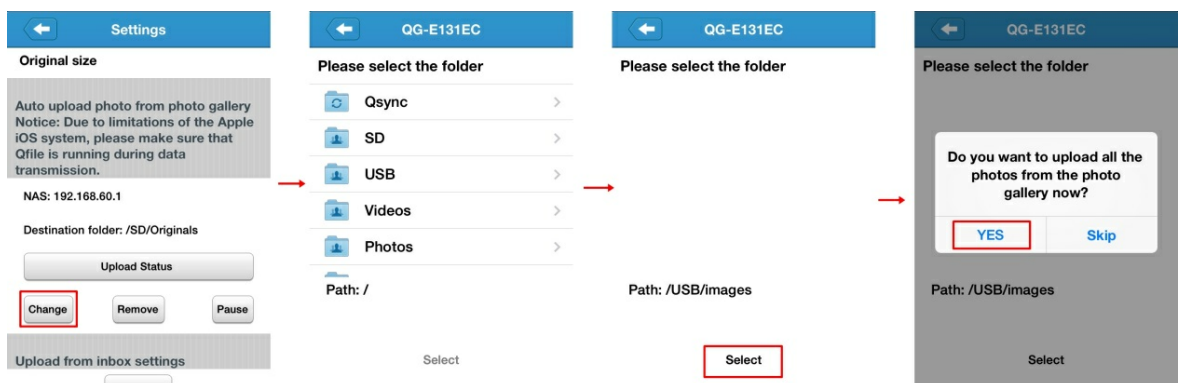 Settings
Original size
Auto upload photo from photo gallery
Notice: Due to limitations of the Apple
iOS system, please make sure that
Qfile is running during data
transmission.
NAS: 192.168.60.1
Destination folder: /SD/Originals
Upload Status
Change Remove Pause
Upload from inbox settings
QG-E131EC
Please select the folder
Qsync
SD
USB
Videos
Photos
Path: /
Select
QG-E131EC
Please select the folder
Path: /USB/images
Select
QG-E131EC
Please select the folder
Do you want to upload all the
photos from the photo
gallery now?
YES Skip
Path: /USB/images
Select